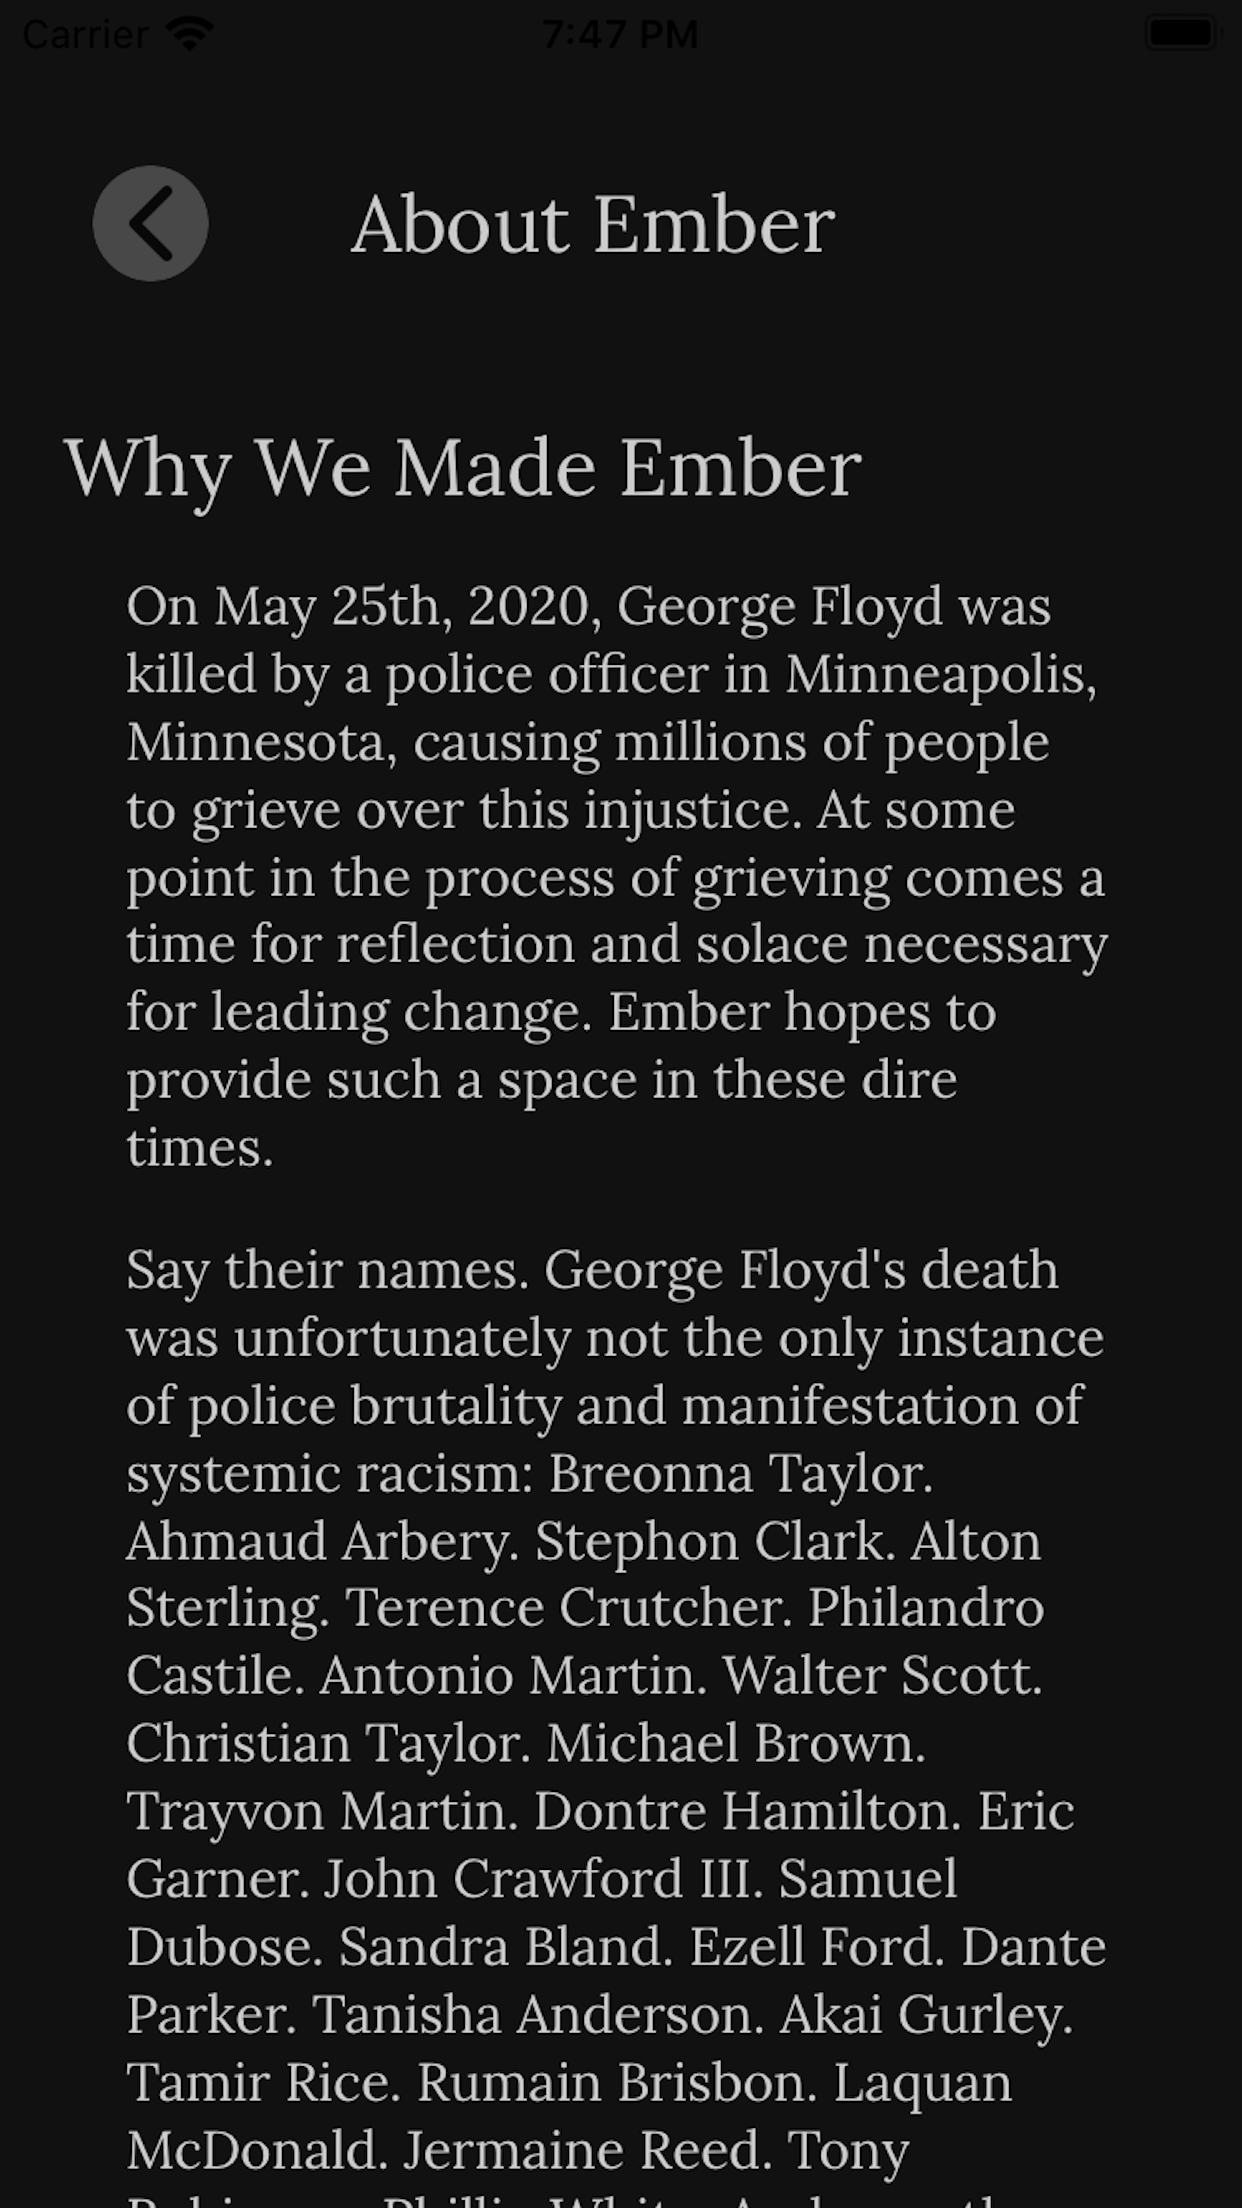 Carrier 7:47 PM
About Ember
Why We Made Ember
On May 25th, 2020, George Floyd was
killed by a police officer in Minneapolis,
Minnesota, causing millions of people
to grieve over this injustice. At some
point in the process of grieving comes a
time for reflection and solace necessary
for leading change. Ember hopes to
provide such a space in these dire
times.
Say their names. George Floyd's death
was unfortunately not the only instance
of police brutality and manifestation of
systemic racism: Breonna Taylor.
Ahmaud Arbery. Stephon Clark. Alton
Sterling. Terence Crutcher. Philandro
Castile. Antonio Martin. Walter Scott.
Christian Taylor. Michael Brown.
Trayvon Martin. Dontre Hamilton. Eric
Garner. John Crawford III. Samuel
Dubose. Sandra Bland. Ezell Ford. Dante
Parker. Tanisha Anderson. Akai Gurley.
Tamir Rice. Rumain Brisbon. Laquan
McDonald. Jermaine Reed. Tony